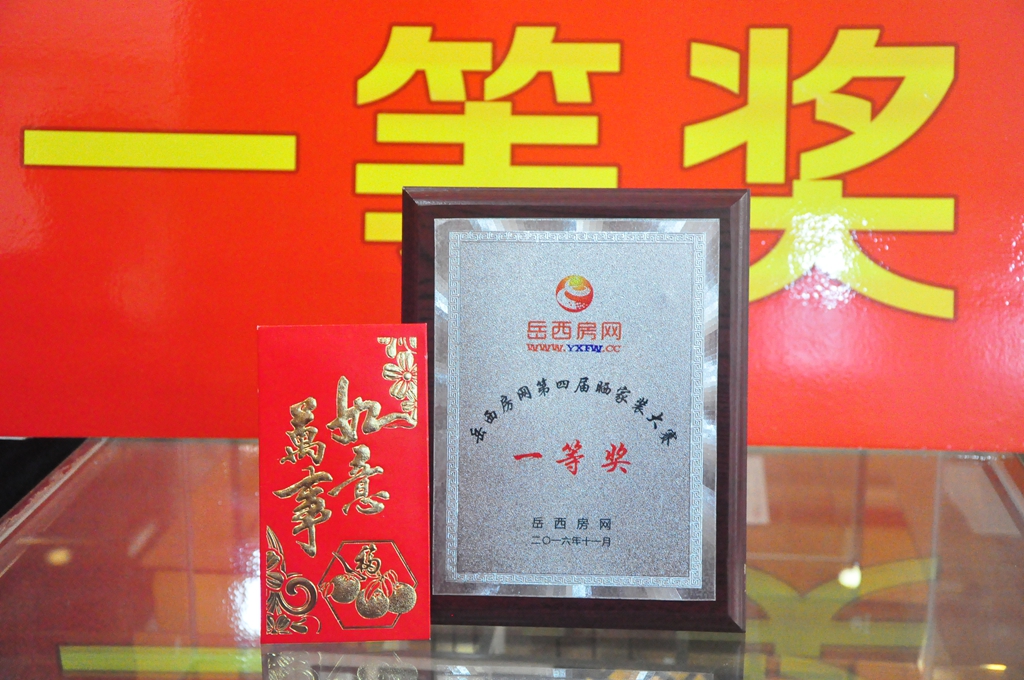 一等奖
岳西房网
WWW.YXFW.CC
岳西房网第四届晒家装大赛
一等奖
岳西房网
二〇一六年十一月
萬事
如意
福